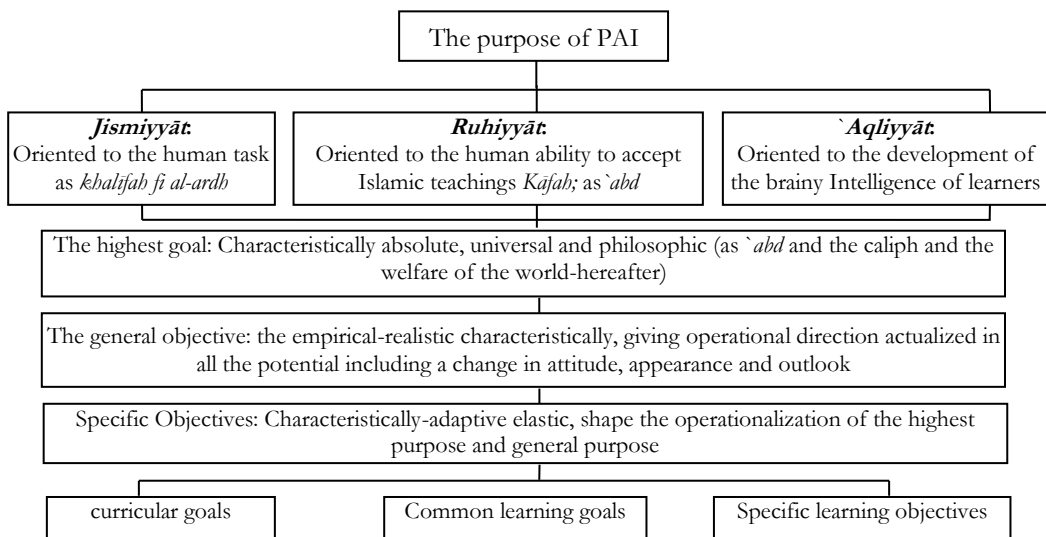 The purpose of PAI
Jismiyyāt:
Oriented to the human task
as khalīfah fi al-ardh
Ruhiyyāt:
Oriented to the human ability to accept
Islamic teachings Kāfah; as `abd
`Aqliyyāt:
Oriented to the development of
the brainy Intelligence of learners
The highest goal: Characteristically absolute, universal and philosophic (as `abd and the caliph and the
welfare of the world-hereafter)
The general objective: the empirical-realistic characteristically, giving operational direction actualized in
all the potential including a change in attitude, appearance and outlook
Specific Objectives: Characteristically-adaptive elastic, shape the operationalization of the highest
purpose and general purpose
curricular goals
Common learning goals
Specific learning objectives